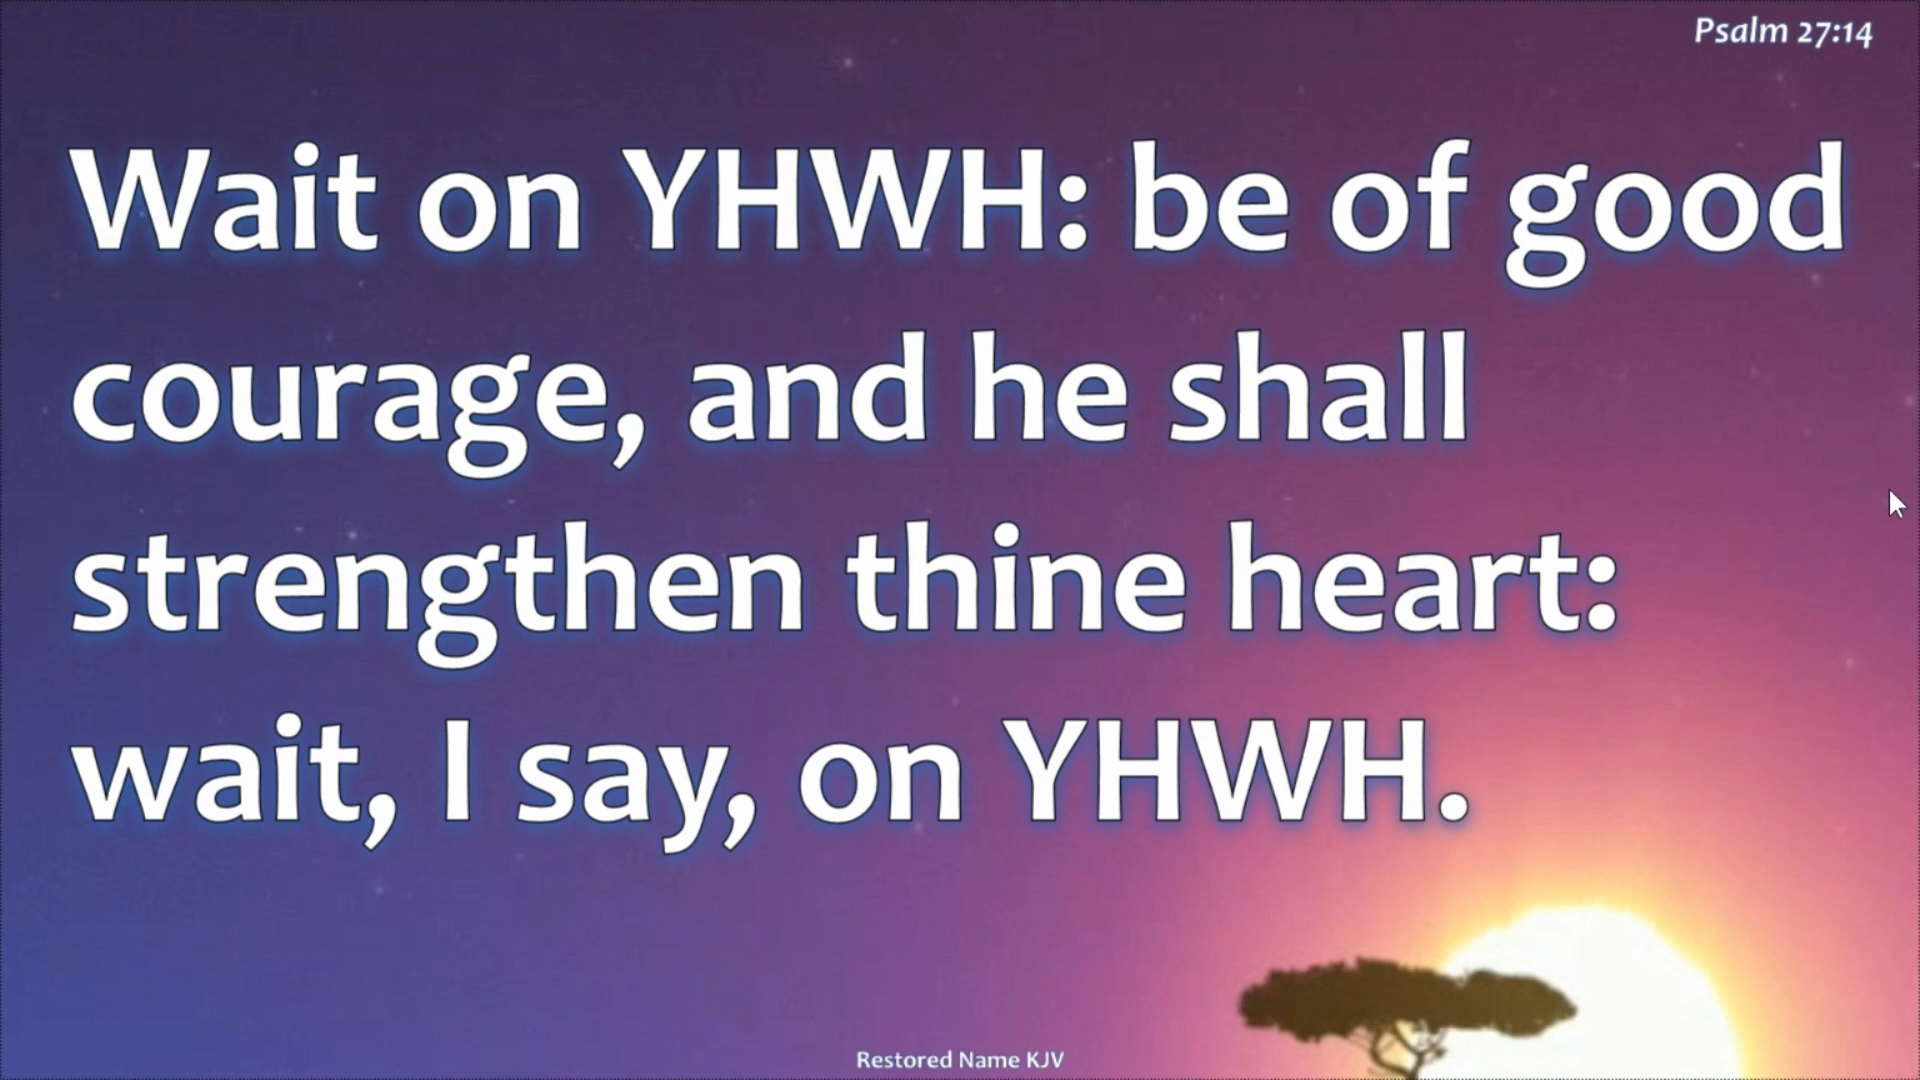 Psalm 27:14
Wait on YHWH: be of good
courage, and he shall
strengthen thine heart:
wait, I say, on YHWH.
Restored Name KJV